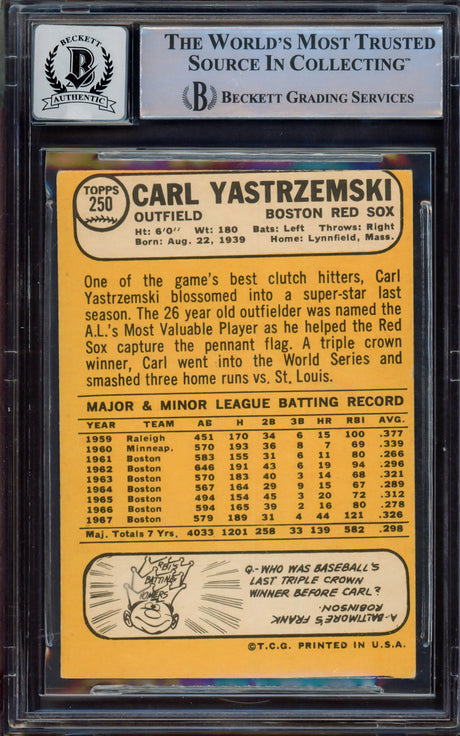 BECKETT
B
AUTHENTIC
THE WORLD'S MOST TRUSTED
SOURCE IN COLLECTING™
B BECKETT GRADING SERVICES
TOPPS
250
CARL YASTRZEMSKI
OUTFIELD BOSTON RED SOX
Ht: 6'0" Wt: 180 Bats: Left Throws: Right
Born: Aug. 22, 1939 Home: Lynnfield, Mass.
One of the game's best clutch hitters, Carl
Yastrzemski blossomed into a super-star last
season. The 26 year old outfielder was named the
A.L.'s Most Valuable Player as he helped the Red
Sox capture the pennant flag. A triple crown
winner, Carl went into the World Series and
smashed three home runs vs. St. Louis.
MAJOR & MINOR LEAGUE BATTING RECORD
YEAR TEAM AB H 2B 3B HR RBI AVG.
1959 Raleigh 451 170 34 6 15 100 .377
1960 Minneap. 570 193 36 8 7 69 .339
1961 Boston 583 155 31 6 11 80 .266
1962 Boston 646 191 43 6 19 94 .296
1963 Boston 570 183 40 3 14 68 .321
1964 Boston 567 164 29 9 15 67 .289
1965 Boston 494 154 45 3 20 72 .312
1966 Boston 594 165 39 2 16 80 .278
1967 Boston 579 189 31 4 44 121 .326
Maj. Totals 7 Yrs. 4033 1201 258 33 139 582 .298
RBI'S
BATTING
HOMERS
Q.- WHO WAS BASEBALL'S
LAST TRIPLE CROWN
WINNER BEFORE CARL?
A.- BALTIMORE'S FRANK
ROBINSON.
©T.C.G. PRINTED IN U.S.A.